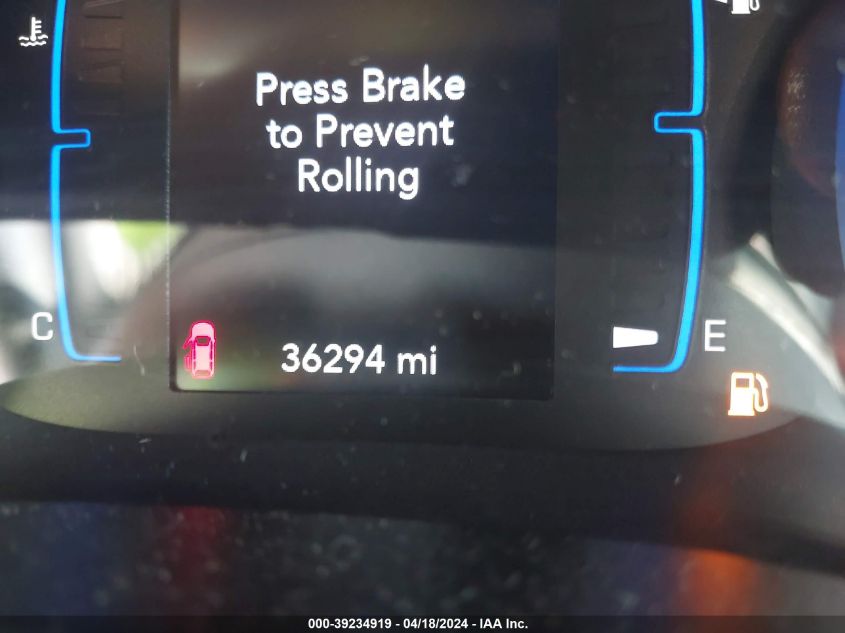 Press Brake
to Prevent
Rolling
C
E
36294 mi
000-39234919 - 04/18/2024 - IAA Inc.